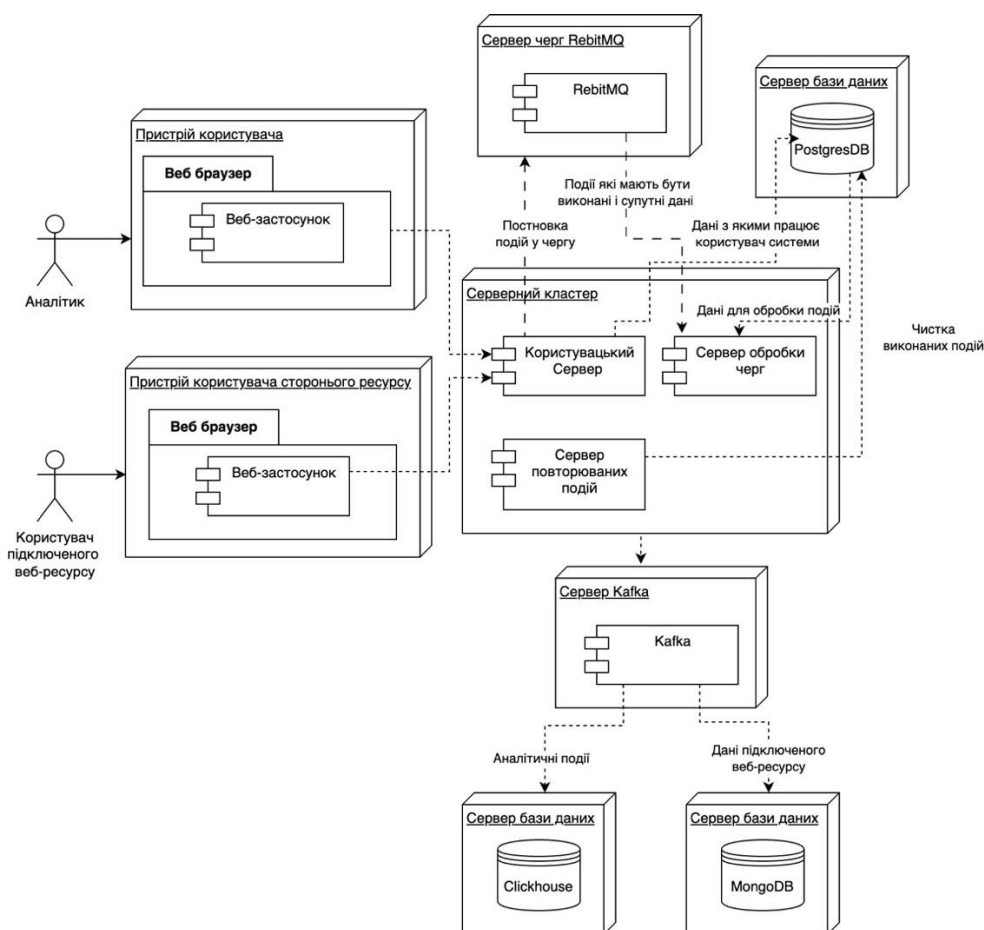 Сервер черг RebitMQ
RebitMQ
Сервер бази даних
PostgresDB
Пристрій користувача
Веб браузер
Веб-застосунок
Аналітик
Події які мають бути
виконані і супутні дані
Постновка
подій у чергу
Дані з якими працює
користувач системи
Серверний кластер
Дані для обробки подій
Користувацький
Сервер
Сервер обробки
черг
Чистка
виконаних подій
Пристрій користувача стороньього ресурсу
Веб браузер
Веб-застосунок
Сервер
повторюваних
подій
Користувач
підключеного
веб-ресурсу
Сервер Kafka
Kafka
Аналітичні події
Дані підключеного
веб-ресурсу
Сервер бази даних
Clickhouse
Сервер бази даних
MongoDB